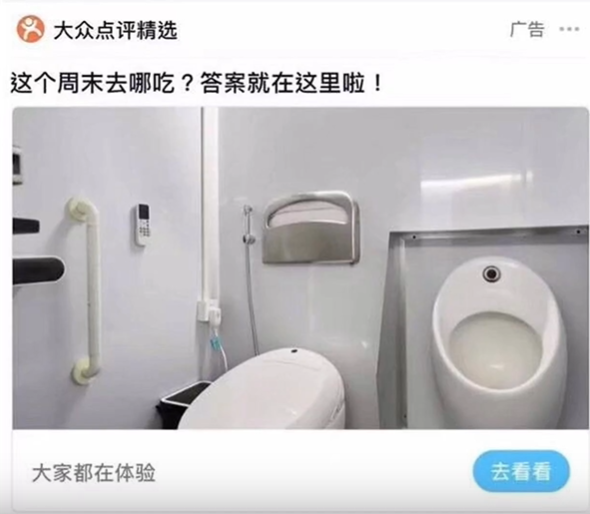 大众点评精选
广告
这个周末去哪吃？答案就在这里啦！
大家都在体验
去看看